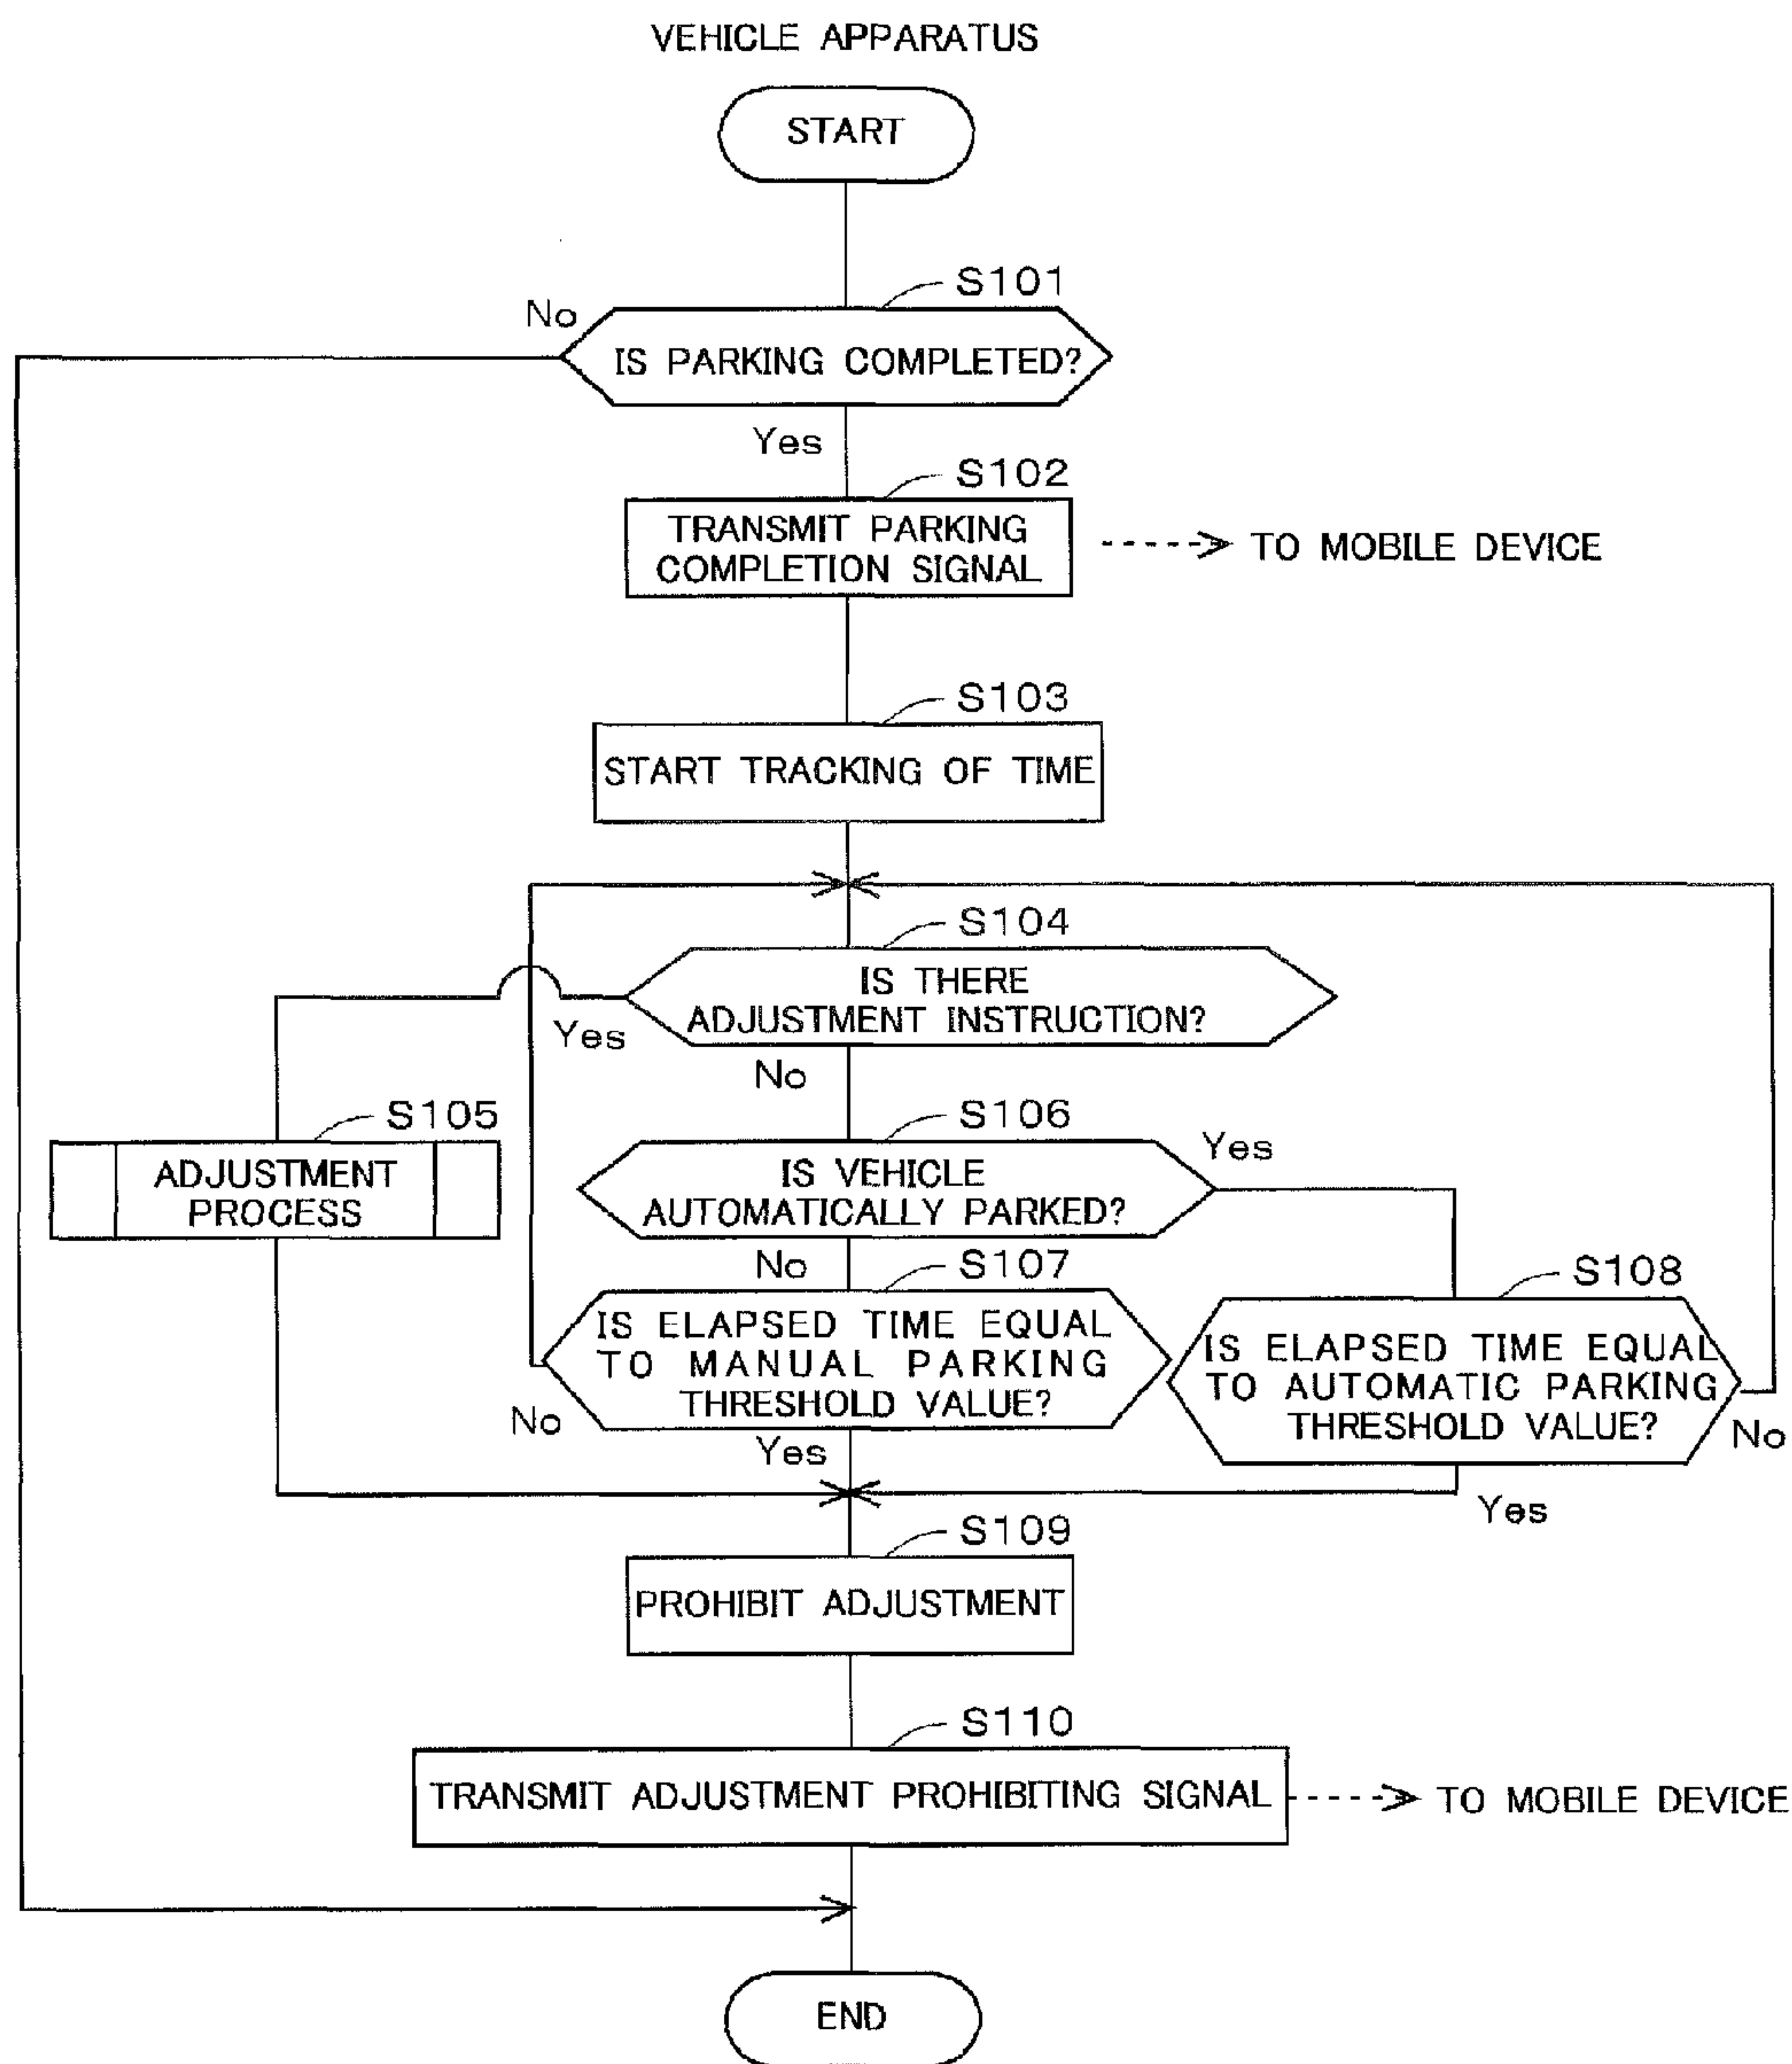 VEHICLE APPARATUS
START
S101
No
IS PARKING COMPLETED?
Yes
S102
TRANSMIT PARKING
COMPLETION SIGNAL
TO MOBILE DEVICE
S103
START TRACKING OF TIME
S104
IS THERE
ADJUSTMENT INSTRUCTION?
Yes
No
S105
ADJUSTMENT
PROCESS
S106
IS VEHICLE
AUTOMATICALLY PARKED?
Yes
No
S107
IS ELAPSED TIME EQUAL
TO MANUAL PARKING
THRESHOLD VALUE?
No
Yes
S108
IS ELAPSED TIME EQUAL
TO AUTOMATIC PARKING
THRESHOLD VALUE?
No
Yes
S109
PROHIBIT ADJUSTMENT
S110
TRANSMIT ADJUSTMENT PROHIBITING SIGNAL
TO MOBILE DEVICE
END